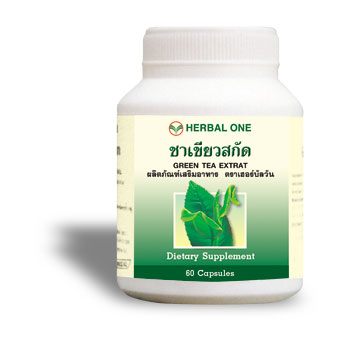 HERBAL ONE
ชาเขียวสกัด
GREEN TEA EXTRAT
ผลิตภัณฑ์เสริมอาหาร ตราเฮอร์บัลวัน
Dietary Supplement
60 Capsules